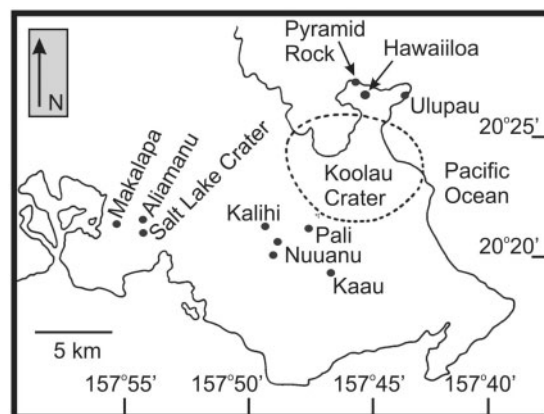 Pyramid
Rock
Hawaiiloa
N
Ulupau
20°25'
Makalapa
Aliamanu
Salt Lake Crater
Koolau
Crater
Pacific
Ocean
Kalihi
Pali
Nuuanu
20°20'
Kaau
5 km
157°55' 157°50' 157°45' 157°40'